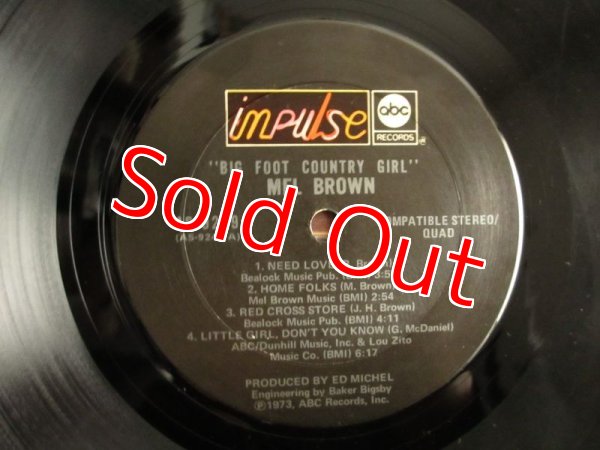 impulse abc
RECORDS
"BIG FOOT COUNTRY GIRL"
MEL BROWN
Sold Out
COMPATIBLE STEREO/
QUAD
1. NEED LOVE
Bealock Music Pub.
2. HOME FOLKS (M. Brown)
Mel Brown Music (BMI) 2:54
3. RED CROSS STORE (J. H. Brown)
Bealock Music Pub. (BMI) 4:11
4. LITTLE GIRL, DON'T YOU KNOW (G. McDaniel)
ABC/Dunhill Music, Inc. & Lou Zito
Music Co. (BMI) 6:17
PRODUCED BY ED MICHEL
Engineering by Baker Bigsby
Ⓟ1973, ABC Records, Inc.